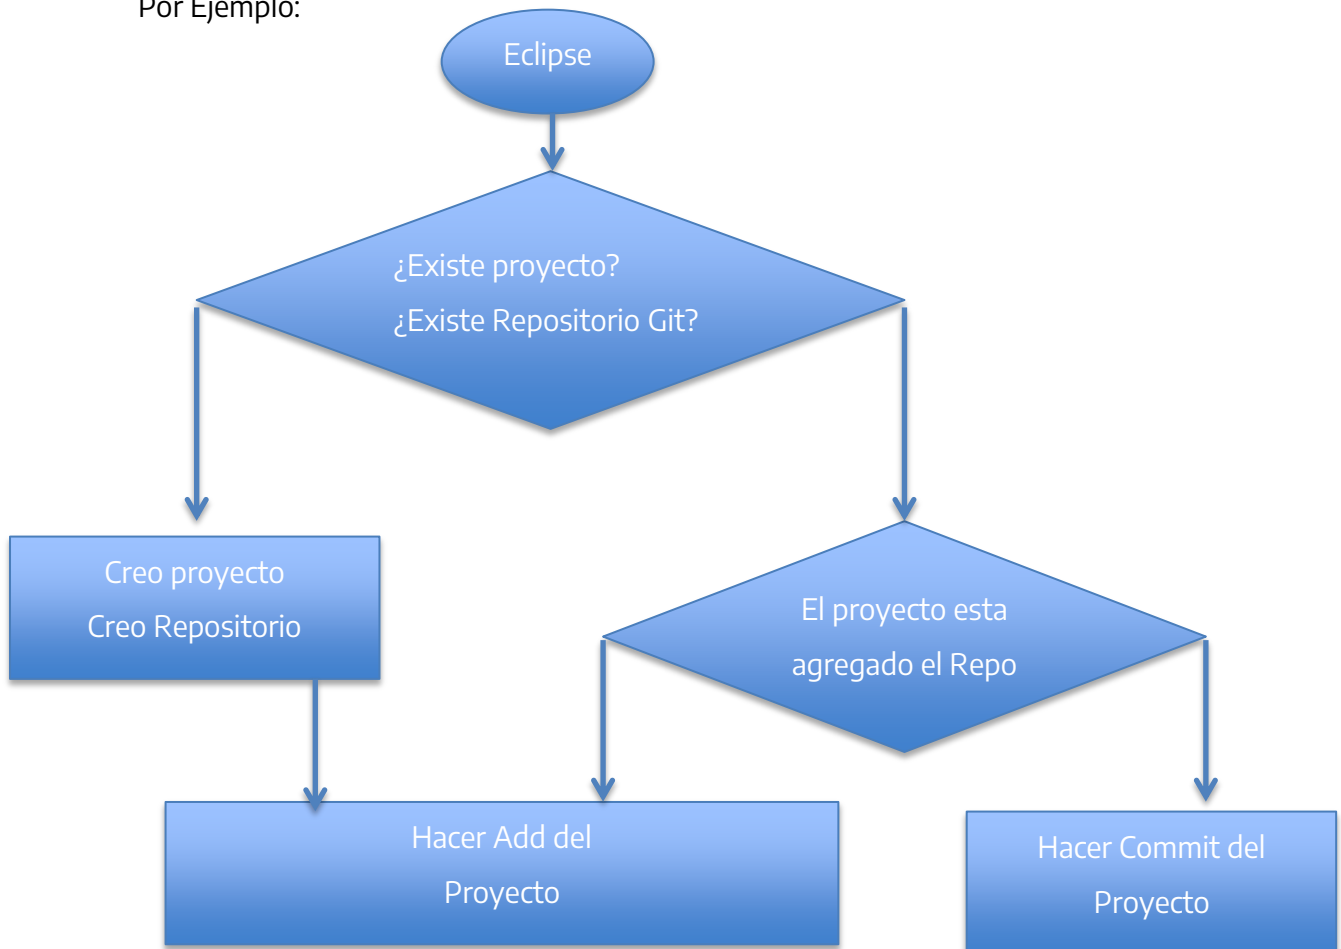 Por Ejemplo:
Eclipse
¿Existe proyecto?
¿Existe Repositorio Git?
Creo proyecto
Creo Repositorio
El proyecto esta
agregado el Repo
Hacer Add del
Proyecto
Hacer Commit del
Proyecto